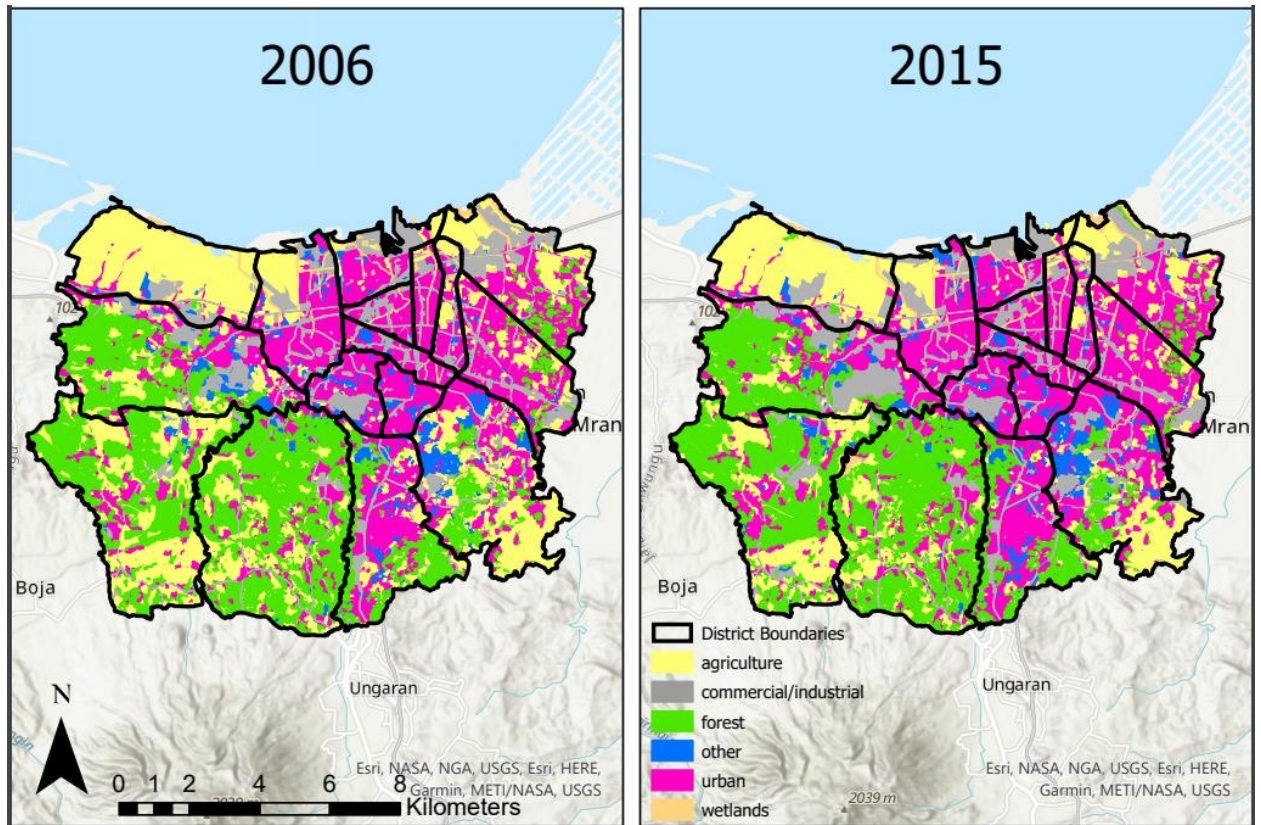 2006
102
Mran
Boja
Ungaran
N
0 1 2 4 6 8
Kilometers
Esri, NASA, NGA, USGS, Esri, HERE,
Garmin, METI/NASA, USGS
2015
102
Mran
Boja
Ungaran
District Boundaries
agriculture
commercial/industrial
forest
other
urban
wetlands
2039 m
Esri, NASA, NGA, USGS, Esri, HERE,
Garmin, METI/NASA, USGS